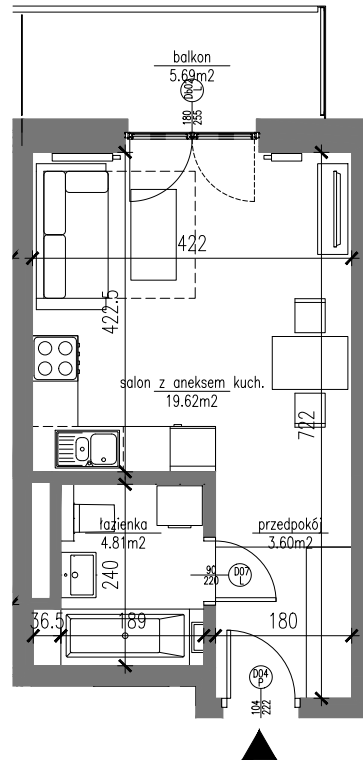 balkon
5.69m2
Db02
L
180
255
422
422.5
salon z aneksem kuch.
19.62m2
722
łazienka
4.81m2
przedpokój
3.60m2
90
220
D07
L
240
36.5
189
180
D04
P
104
222